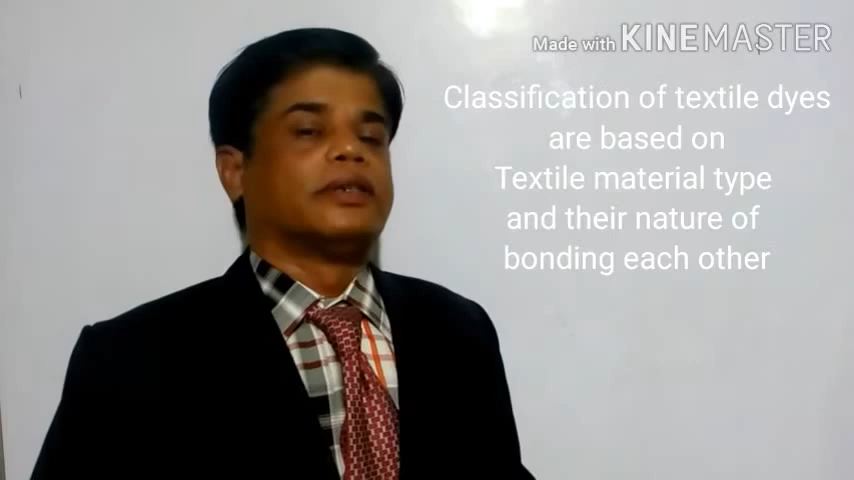 Made with KINEMASTER
Classification of textile dyes
are based on
Textile material type
and their nature of
bonding each other